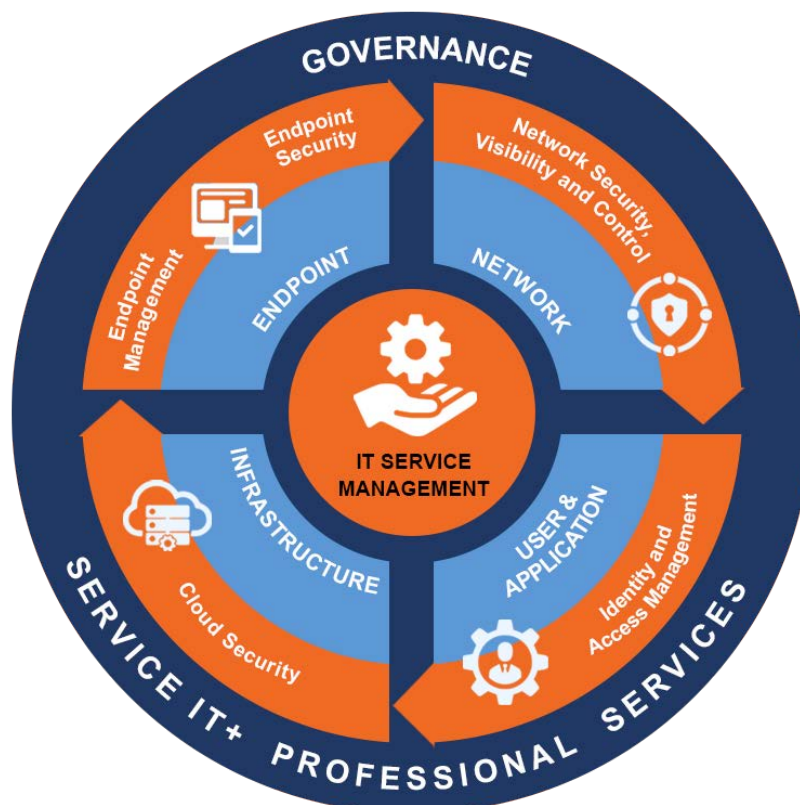 GOVERNANCE
Endpoint
Security
Endpoint
Management
ENDPOINT
Network Security,
Visibility and Control
NETWORK
IT SERVICE
MANAGEMENT
INFRASTRUCTURE
Cloud Security
USER &
APPLICATION
Identity and
Access Management
SERVICE IT+ PROFESSIONAL SERVICES